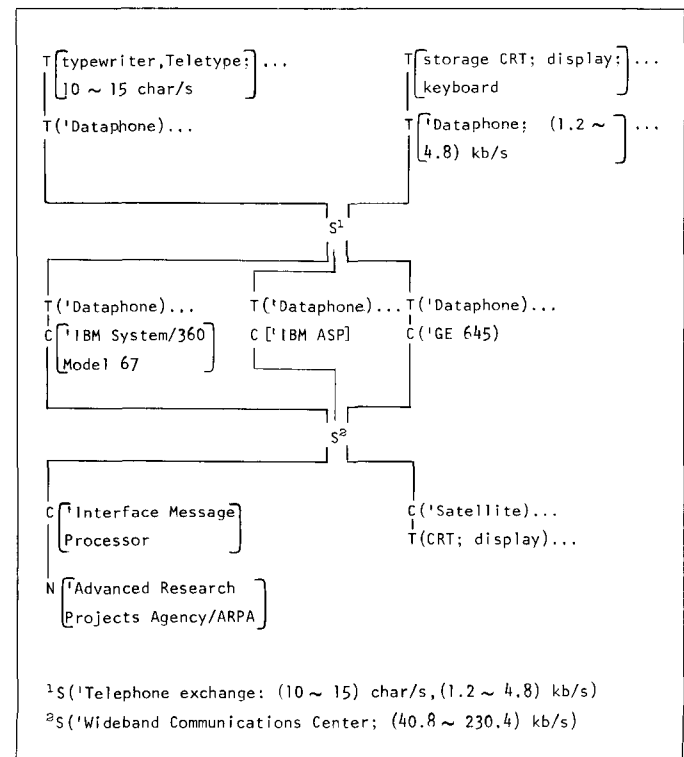 T[typewriter,Teletype:]... T[storage CRT; display:]...
10 ~ 15 char/s keyboard
T('Dataphone)... T['Dataphone; (1.2 ~ ]...
4.8) kb/s
S¹
T('Dataphone)... T('Dataphone)... T('Dataphone)...
C['IBM System/360 C['IBM ASP] C('GE 645)
Model 67]
S²
C['Interface Message C('Satellite)...
Processor] T(CRT; display)...
N['Advanced Research
Projects Agency/ARPA]
¹S('Telephone exchange: (10 ~ 15) char/s,(1.2 ~ 4.8) kb/s)
²S('Wideband Communications Center; (40.8 ~ 230.4) kb/s)